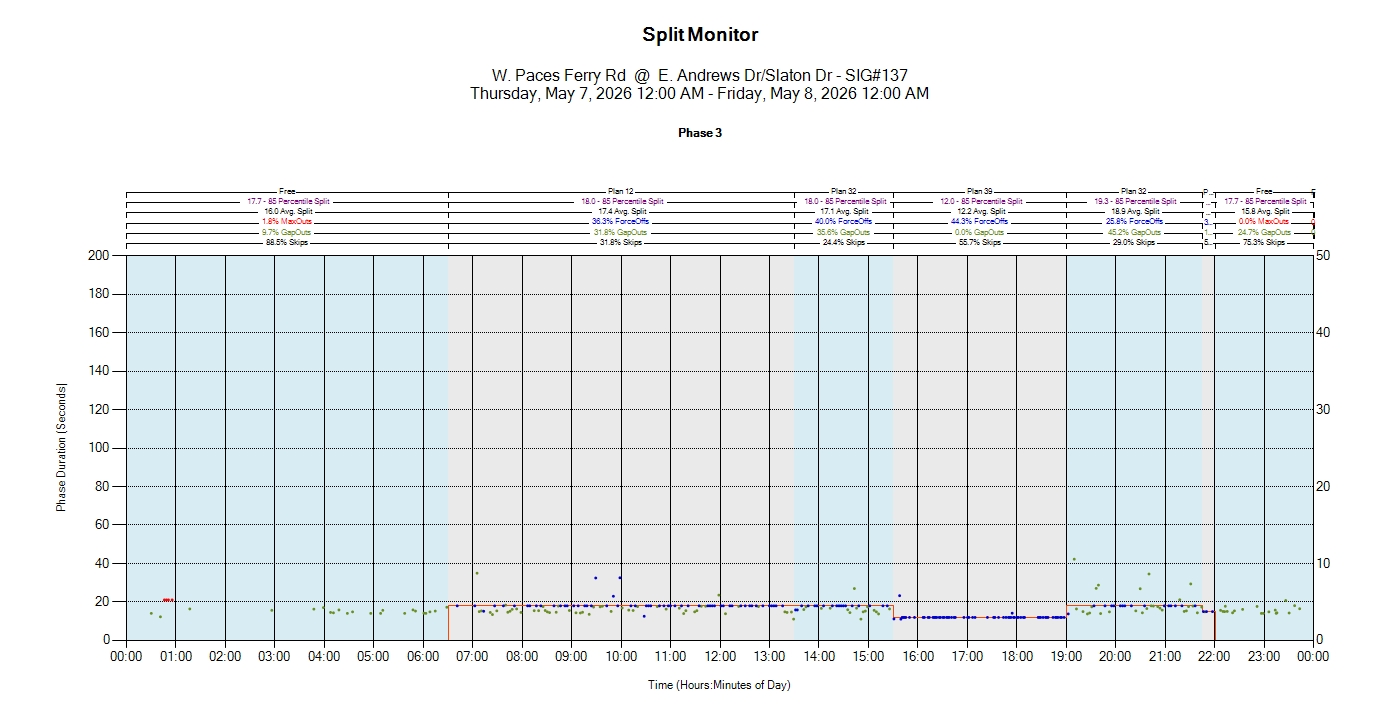 Split Monitor
W. Paces Ferry Rd @ E. Andrews Dr/Slaton Dr - SIG#137
Thursday, May 7, 2026 12:00 AM - Friday, May 8, 2026 12:00 AM
Phase 3
Free Plan 12 Plan 32 Plan 39 Plan 32 P... Free F
17.7 - 85 Percentile Split 18.0 - 85 Percentile Split 18.0 - 85 Percentile Split 12.0 - 85 Percentile Split 19.3 - 85 Percentile Split ... 17.7 - 85 Percentile Split
16.0 Avg. Split 17.4 Avg. Split 17.1 Avg. Split 12.2 Avg. Split 18.9 Avg. Split ... 15.8 Avg. Split
1.8% MaxOuts 36.3% ForceOffs 40.0% ForceOffs 44.3% ForceOffs 25.8% ForceOffs 3... 0.0% MaxOuts
9.7% GapOuts 31.8% GapOuts 35.6% GapOuts 0.0% GapOuts 45.2% GapOuts 1... 24.7% GapOuts
88.5% Skips 31.8% Skips 24.4% Skips 55.7% Skips 29.0% Skips 5... 75.3% Skips
200 50
180
160 40
140
120 30
100
80 20
60
40 10
20
0 0
Phase Duration (Seconds)
00:00 01:00 02:00 03:00 04:00 05:00 06:00 07:00 08:00 09:00 10:00 11:00 12:00 13:00 14:00 15:00 16:00 17:00 18:00 19:00 20:00 21:00 22:00 23:00 00:00
Time (Hours:Minutes of Day)